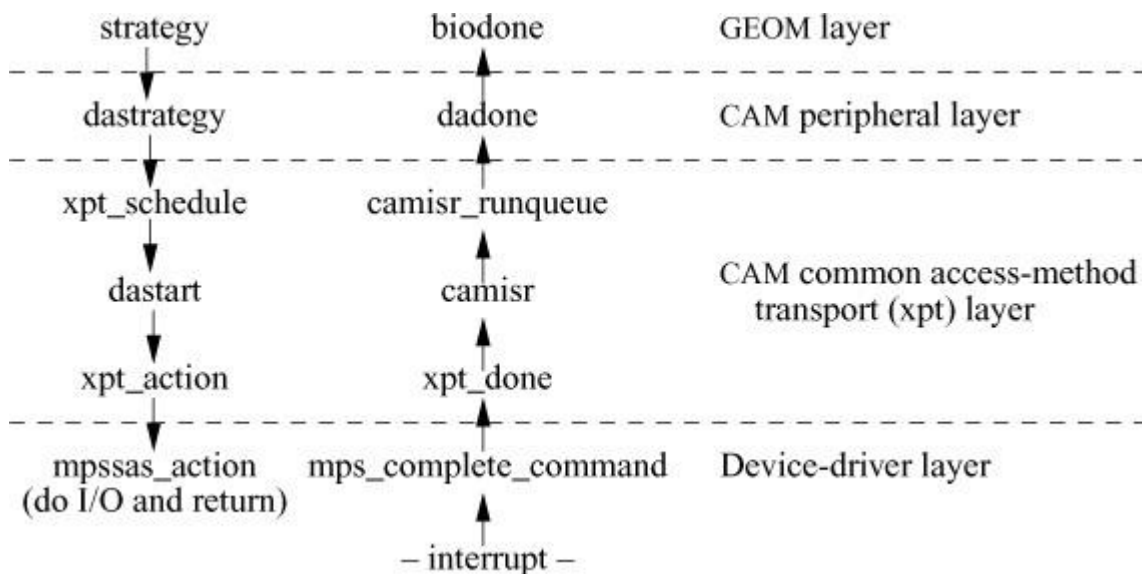 strategy biodone GEOM layer
dastrategy dadone CAM peripheral layer
xpt_schedule camisr_runqueue
dastart camisr CAM common access-method
transport (xpt) layer
xpt_action xpt_done
mpssas_action mps_complete_command Device-driver layer
(do I/O and return)
– interrupt –